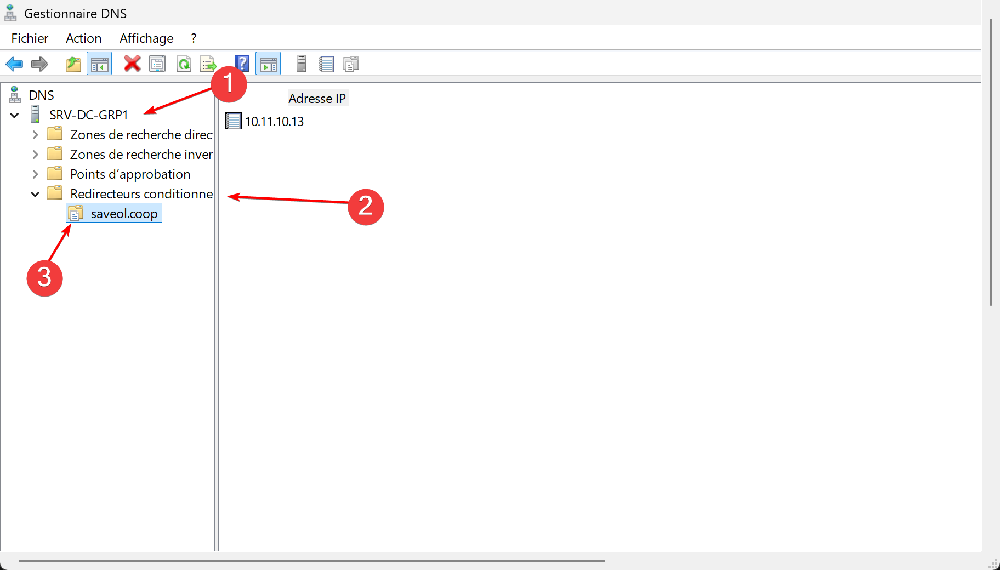 Gestionnaire DNS
Fichier Action Affichage ?
1
DNS
Adresse IP
SRV-DC-GRP1
10.11.10.13
Zones de recherche direc
Zones de recherche inver
Points d’approbation
Redirecteurs conditionne
2
saveol.coop
3